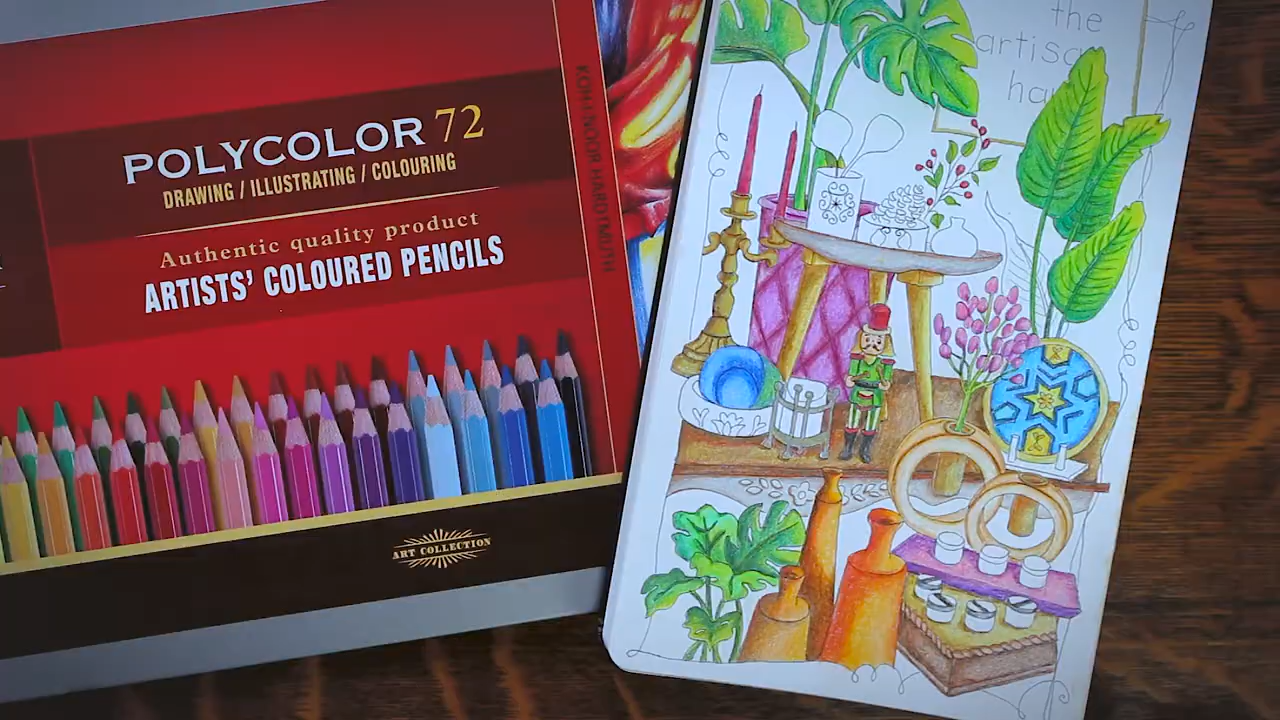 POLYCOLOR 72
DRAWING / ILLUSTRATING / COLOURING
Authentic quality product
ARTISTS' COLOURED PENCILS
ART COLLECTION
KOH-I-NOOR HARDTMUTH
the